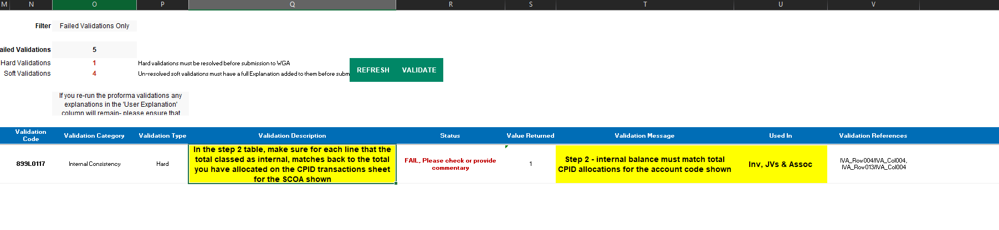 M N O P Q R S T U V
Filter Failed Validations Only
ailed Validations 5
Hard Validations 1 Hard validations must be resolved before submission to WGA
Soft Validations 4 Un-resolved soft validations must have a full Explanation added to them before subm
REFRESH VALIDATE
If you re-run the proforma validations any
explanations in the 'User Explanation'
column will remain- please ensure that
Validation Code Validation Category Validation Type Validation Description Status Value Returned Validation Message Used In Validation References
899L0117 Internal Consistency Hard
In the step 2 table, make sure for each line that the
total classed as internal, matches back to the total
you have allocated on the CPID transactions sheet
for the SCOA shown
FAIL, Please check or provide
commentary
1
Step 2 - internal balance must match total
CPID allocations for the account code shown
Inv, JVs & Assoc
IVA_Row004/IVA_Col004,
IVA_Row013/IVA_Col004